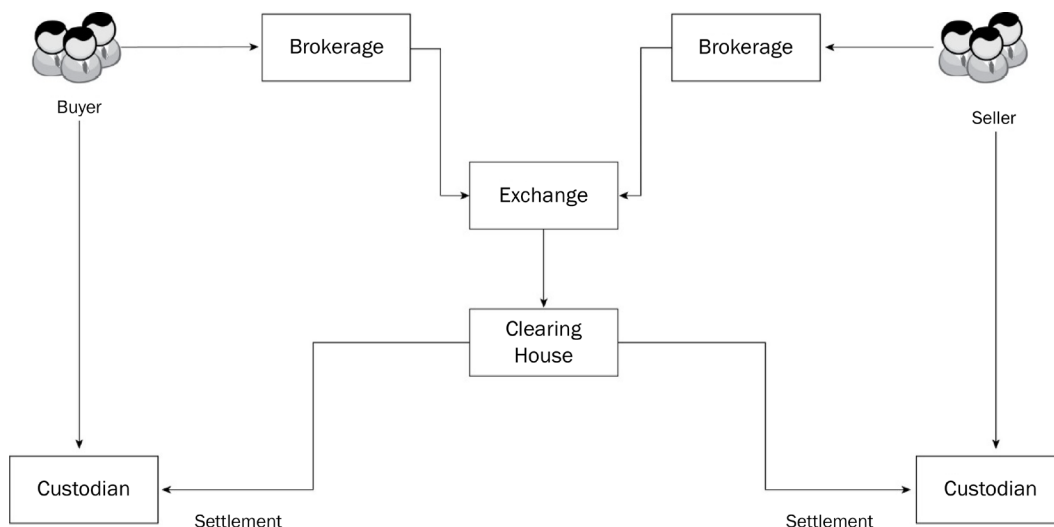 Brokerage
Brokerage
Buyer
Seller
Exchange
Clearing
House
Custodian
Custodian
Settlement
Settlement